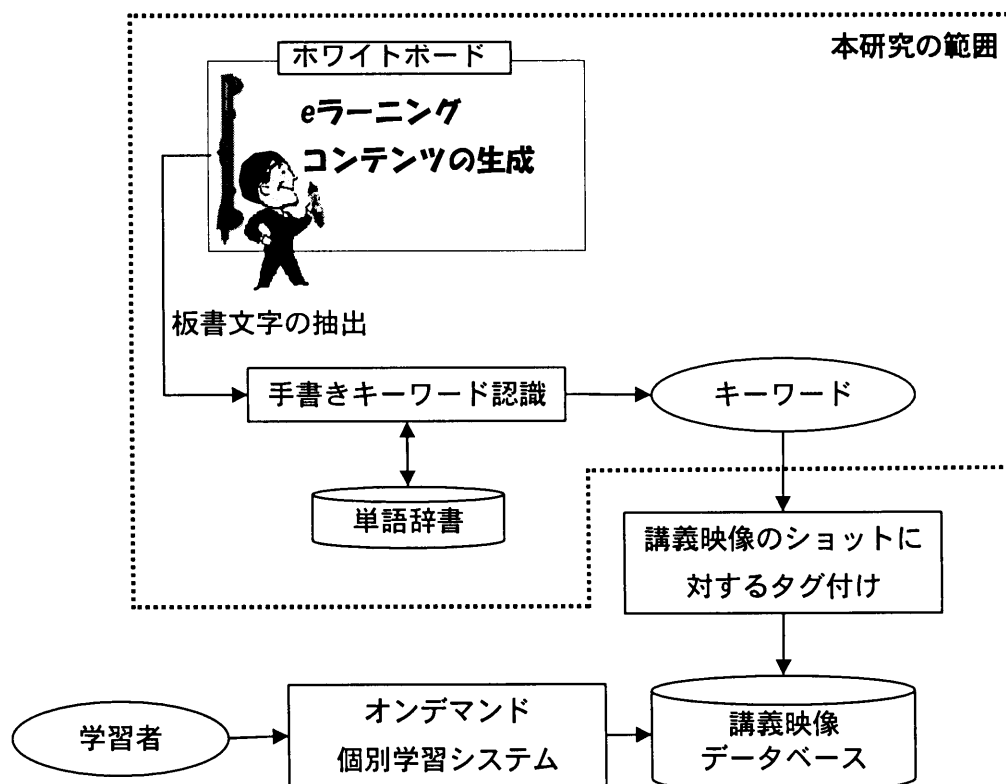 本研究の範囲
ホワイトボード
eラーニング
コンテンツの生成
板書文字の抽出
手書きキーワード認識
キーワード
単語辞書
講義映像のショットに
対するタグ付け
学習者
オンデマンド
個別学習システム
講義映像
データベース